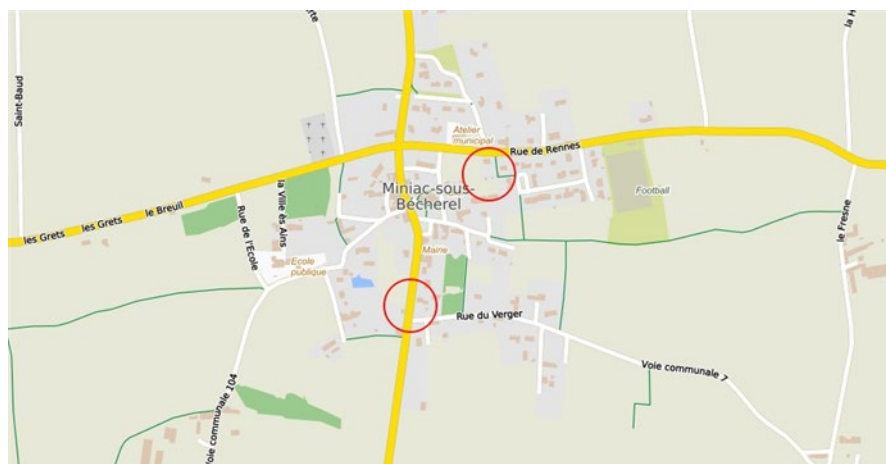 Saint-Baud
Atelier
municipal
Rue de Rennes
Miniac-sous-
Bécherel
Football
les Grets
les Grets
le Breuil
la Ville ès Ains
Rue de l'Ecole
Ecole
publique
Mairie
Rue du Verger
le Fresne
Voie communale 7
Voie communale 104